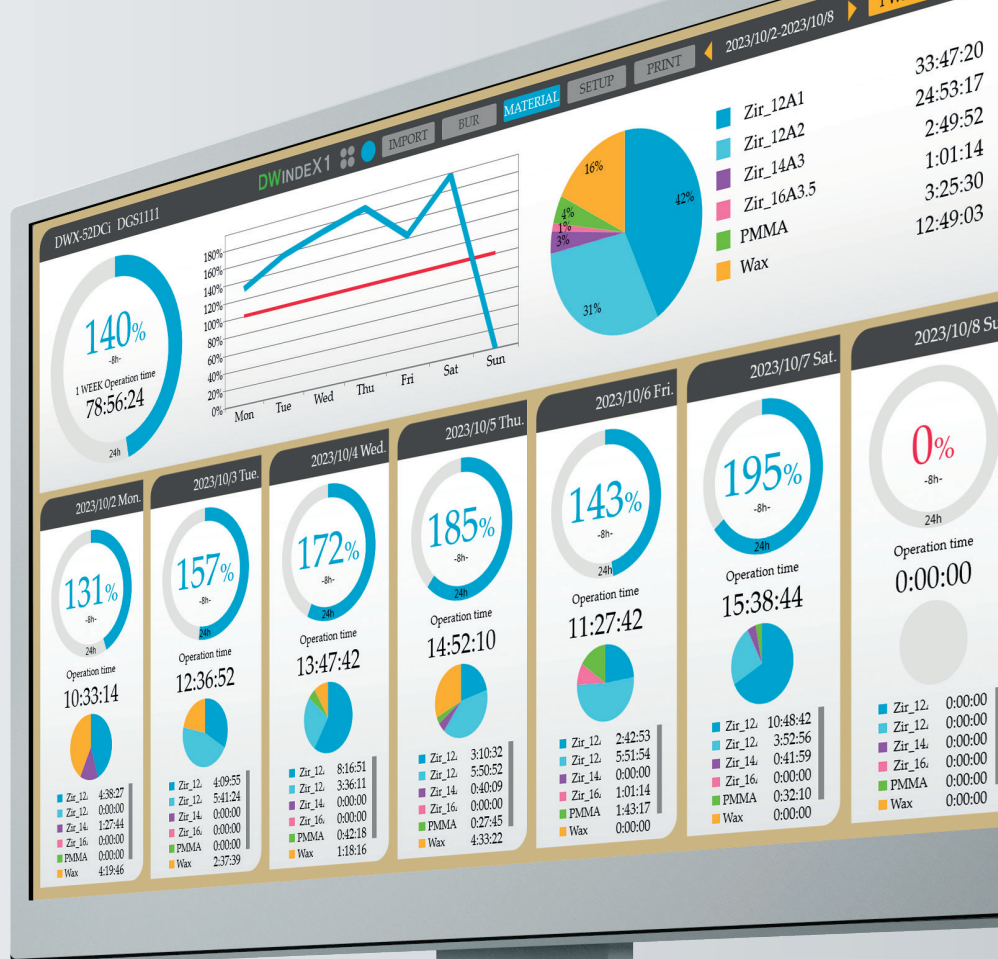 DWX-52DCi DGS1111
DWINDEX1
IMPORT
BUR
MATERIAL
SETUP
PRINT
2023/10/2-2023/10/8
140%
-8h-
1 WEEK Operation time
78:56:24
24h
180%
160%
140%
120%
100%
80%
60%
40%
20%
0%
Mon
Tue
Wed
Thu
Fri
Sat
Sun
16%
42%
4%
1%
3%
31%
Zir_12A1 33:47:20
Zir_12A2 24:53:17
Zir_14A3 2:49:52
Zir_16A3.5 1:01:14
PMMA 3:25:30
Wax 12:49:03
2023/10/2 Mon.
131%
-8h-
24h
Operation time
10:33:14
Zir_12. 4:38:27
Zir_12. 0:00:00
Zir_14. 1:27:44
Zir_16. 0:00:00
PMMA 0:00:00
Wax 4:19:46
2023/10/3 Tue.
157%
-8h-
24h
Operation time
12:36:52
Zir_12. 4:09:55
Zir_12. 5:41:24
Zir_14. 0:00:00
Zir_16. 0:00:00
PMMA 0:00:00
Wax 2:37:39
2023/10/4 Wed.
172%
-8h-
24h
Operation time
13:47:42
Zir_12. 8:16:51
Zir_12. 3:36:11
Zir_14. 0:00:00
Zir_16. 0:00:00
PMMA 0:42:18
Wax 1:18:16
2023/10/5 Thu.
185%
-8h-
24h
Operation time
14:52:10
Zir_12. 3:10:32
Zir_12. 5:50:52
Zir_14. 0:40:09
Zir_16. 0:00:00
PMMA 0:27:45
Wax 4:33:22
2023/10/6 Fri.
143%
-8h-
24h
Operation time
11:27:42
Zir_12. 2:42:53
Zir_12. 5:51:54
Zir_14. 0:00:00
Zir_16. 1:01:14
PMMA 1:43:17
Wax 0:00:00
2023/10/7 Sat.
195%
-8h-
24h
Operation time
15:38:44
Zir_12. 10:48:42
Zir_12. 3:52:56
Zir_14. 0:41:59
Zir_16. 0:00:00
PMMA 0:32:10
Wax 0:00:00
2023/10/8 Su
0%
-8h-
24h
Operation time
0:00:00
Zir_12. 0:00:00
Zir_12. 0:00:00
Zir_14. 0:00:00
Zir_16. 0:00:00
PMMA 0:00:00
Wax 0:00:00